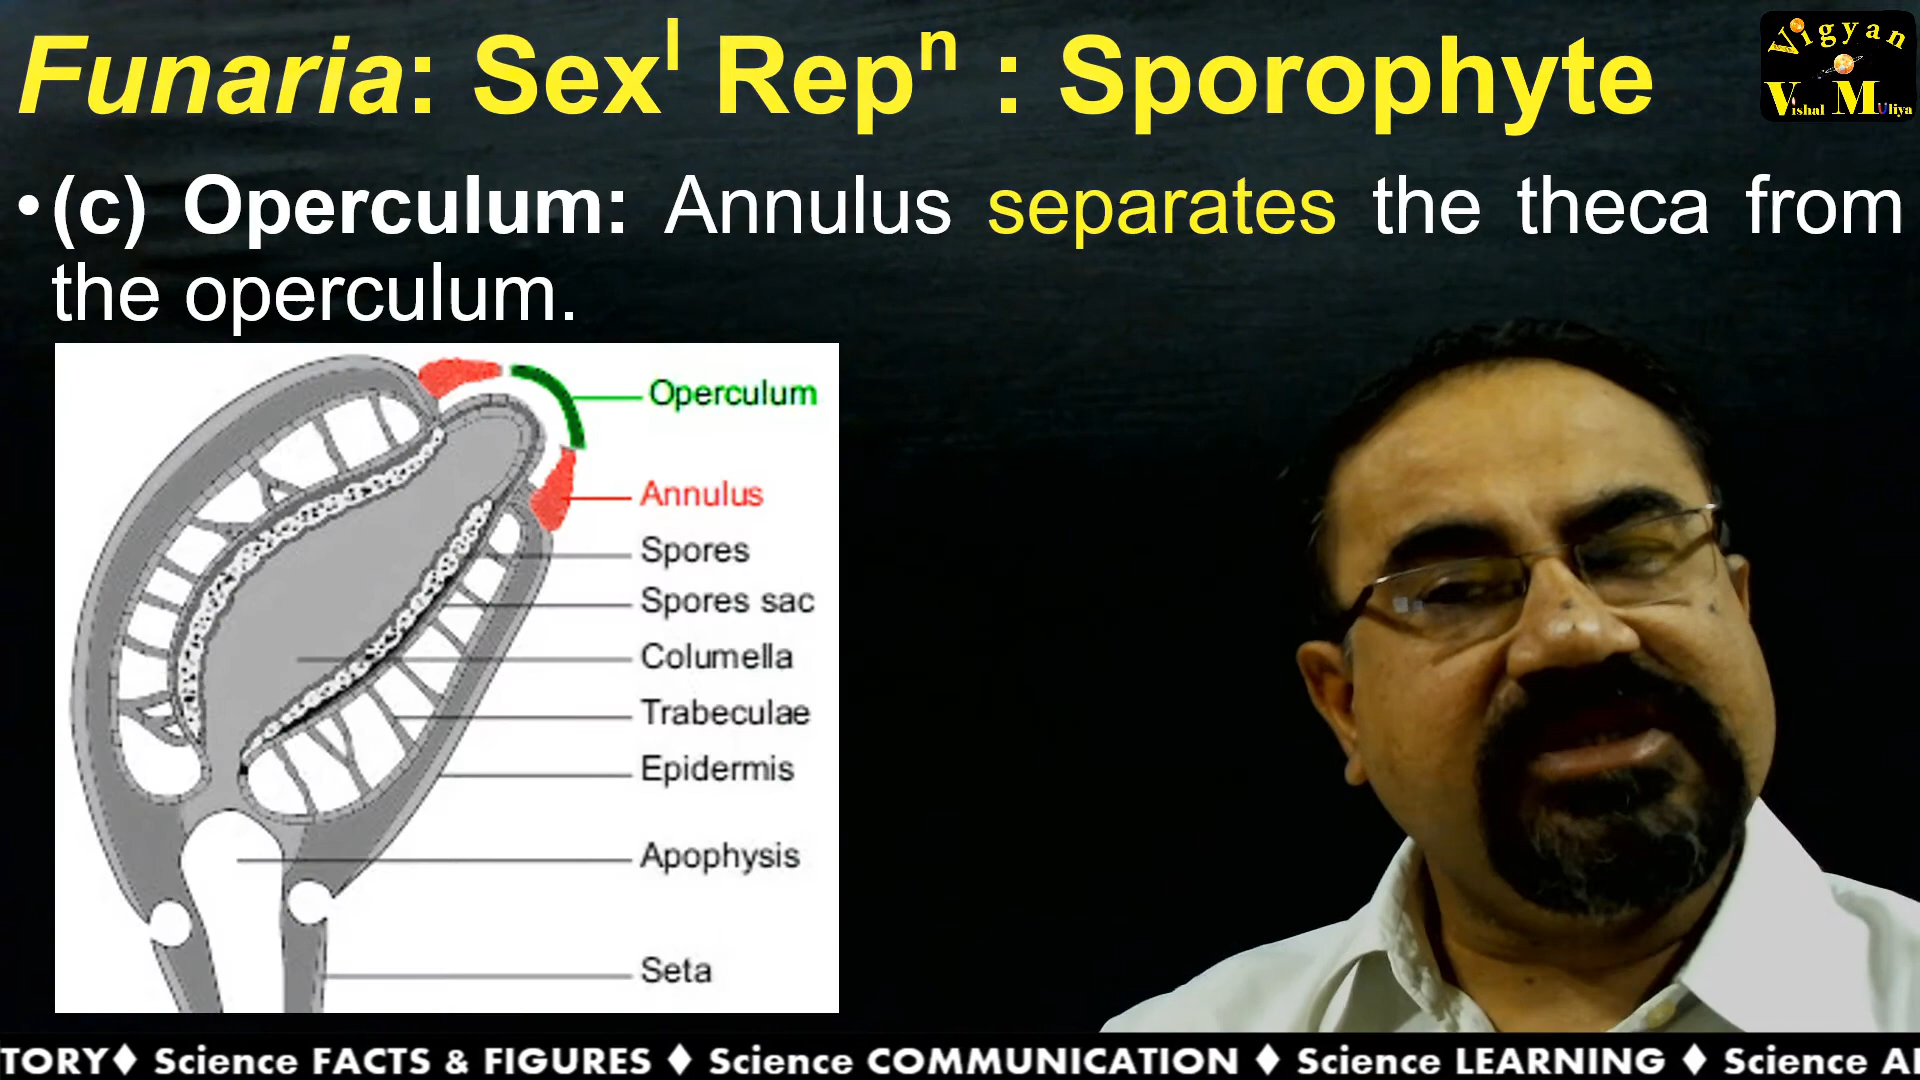 Funaria: Sexˡ Repⁿ : Sporophyte
Vigyan
Vishal Muliya
•(c) Operculum: Annulus separates the theca from
the operculum.
Operculum
Annulus
Spores
Spores sac
Columella
Trabeculae
Epidermis
Apophysis
Seta
TORY♦ Science FACTS & FIGURES ♦ Science COMMUNICATION ♦ Science LEARNING ♦ Science